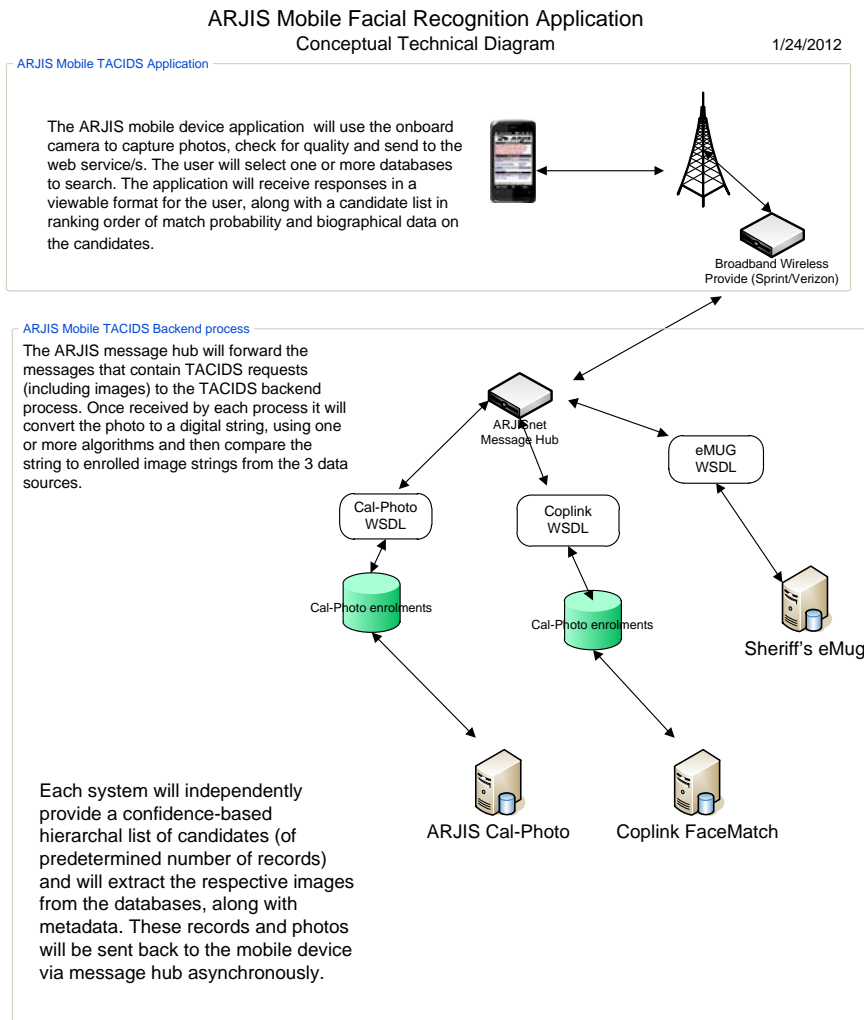 ARJIS Mobile Facial Recognition Application
Conceptual Technical Diagram
1/24/2012
ARJIS Mobile TACIDS Application
The ARJIS mobile device application will use the onboard
camera to capture photos, check for quality and send to the
web service/s. The user will select one or more databases
to search. The application will receive responses in a
viewable format for the user, along with a candidate list in
ranking order of match probability and biographical data on
the candidates.
Broadband Wireless
Provide (Sprint/Verizon)
ARJIS Mobile TACIDS Backend process
The ARJIS message hub will forward the
messages that contain TACIDS requests
(including images) to the TACIDS backend
process. Once received by each process it will
convert the photo to a digital string, using one
or more algorithms and then compare the
string to enrolled image strings from the 3 data
sources.
ARJISnet
Message Hub
eMUG
WSDL
Cal-Photo
WSDL
Coplink
WSDL
Cal-Photo enrolments
Cal-Photo enrolments
Sheriff's eMug
ARJIS Cal-Photo
Coplink FaceMatch
Each system will independently
provide a confidence-based
hierarchal list of candidates (of
predetermined number of records)
and will extract the respective images
from the databases, along with
metadata. These records and photos
will be sent back to the mobile device
via message hub asynchronously.